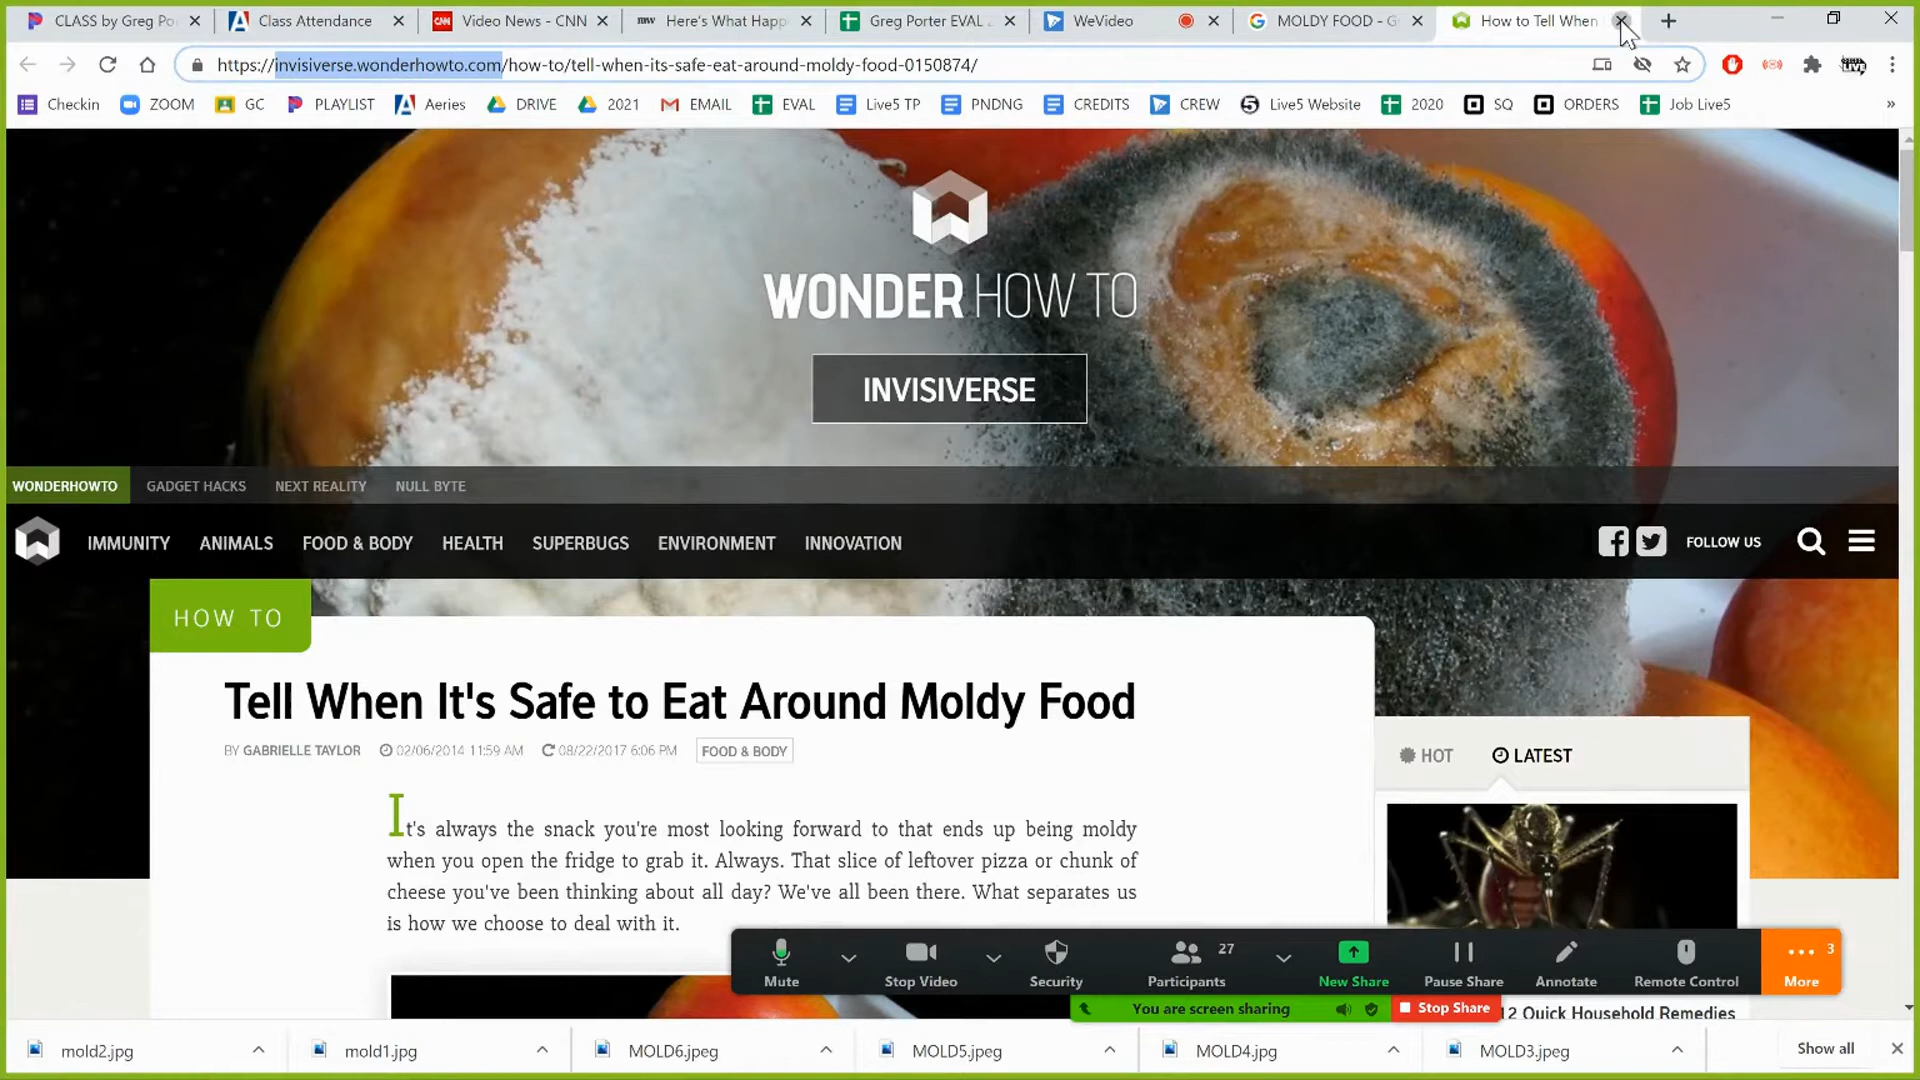 CLASS by Greg Po
Class Attendance
Video News - CNN
Here's What Happ
Greg Porter EVAL
WeVideo
MOLDY FOOD - G
How to Tell When
https://invisiverse.wonderhowto.com/how-to/tell-when-its-safe-eat-around-moldy-food-0150874/
Checkin
ZOOM
GC
PLAYLIST
Aeries
DRIVE
2021
EMAIL
EVAL
Live5 TP
PNDNG
CREDITS
CREW
Live5 Website
2020
SQ
ORDERS
Job Live5
WONDER HOW TO
INVISIVERSE
WONDERHOWTO
GADGET HACKS
NEXT REALITY
NULL BYTE
IMMUNITY
ANIMALS
FOOD & BODY
HEALTH
SUPERBUGS
ENVIRONMENT
INNOVATION
FOLLOW US
HOW TO
Tell When It's Safe to Eat Around Moldy Food
BY GABRIELLE TAYLOR
02/06/2014 11:59 AM
08/22/2017 6:06 PM
FOOD & BODY
HOT
LATEST
It's always the snack you're most looking forward to that ends up being moldy
when you open the fridge to grab it. Always. That slice of leftover pizza or chunk of
cheese you've been thinking about all day? We've all been there. What separates us
is how we choose to deal with it.
Mute
Stop Video
Security
27
Participants
New Share
Pause Share
Annotate
Remote Control
3
More
You are screen sharing
Stop Share
12 Quick Household Remedies
mold2.jpg
mold1.jpg
MOLD6.jpeg
MOLD5.jpeg
MOLD4.jpg
MOLD3.jpeg
Show all